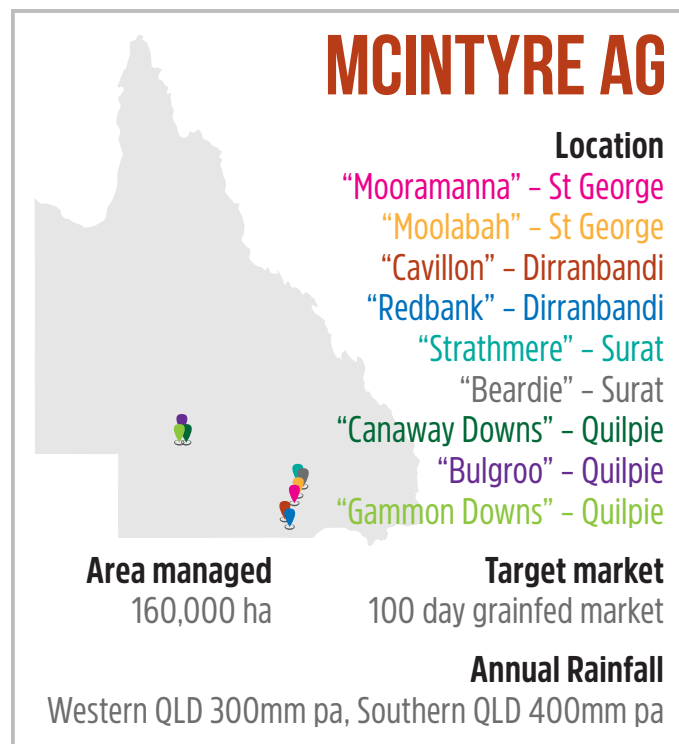 MCINTYRE AG
Location
“Mooramanna” – St George
“Moolabah” – St George
“Cavillon” – Dirranbandi
“Redbank” – Dirranbandi
“Strathmere” – Surat
“Beardie” – Surat
“Canaway Downs” – Quilpie
“Bulgroo” – Quilpie
“Gammon Downs” – Quilpie
Area managed
160,000 ha
Target market
100 day grainfed market
Annual Rainfall
Western QLD 300mm pa, Southern QLD 400mm pa